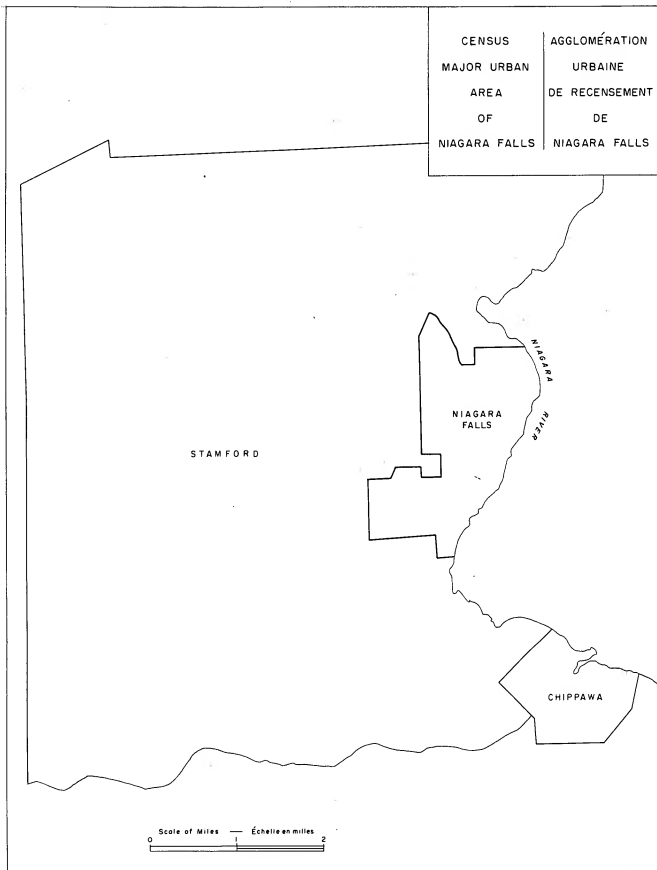 CENSUS
MAJOR URBAN
AREA
OF
NIAGARA FALLS
AGGLOMÉRATION
URBAINE
DE RECENSEMENT
DE
NIAGARA FALLS
NIAGARA
RIVER
NIAGARA
FALLS
STAMFORD
CHIPPAWA
Scale of Miles — Échelle en milles
0 1 2